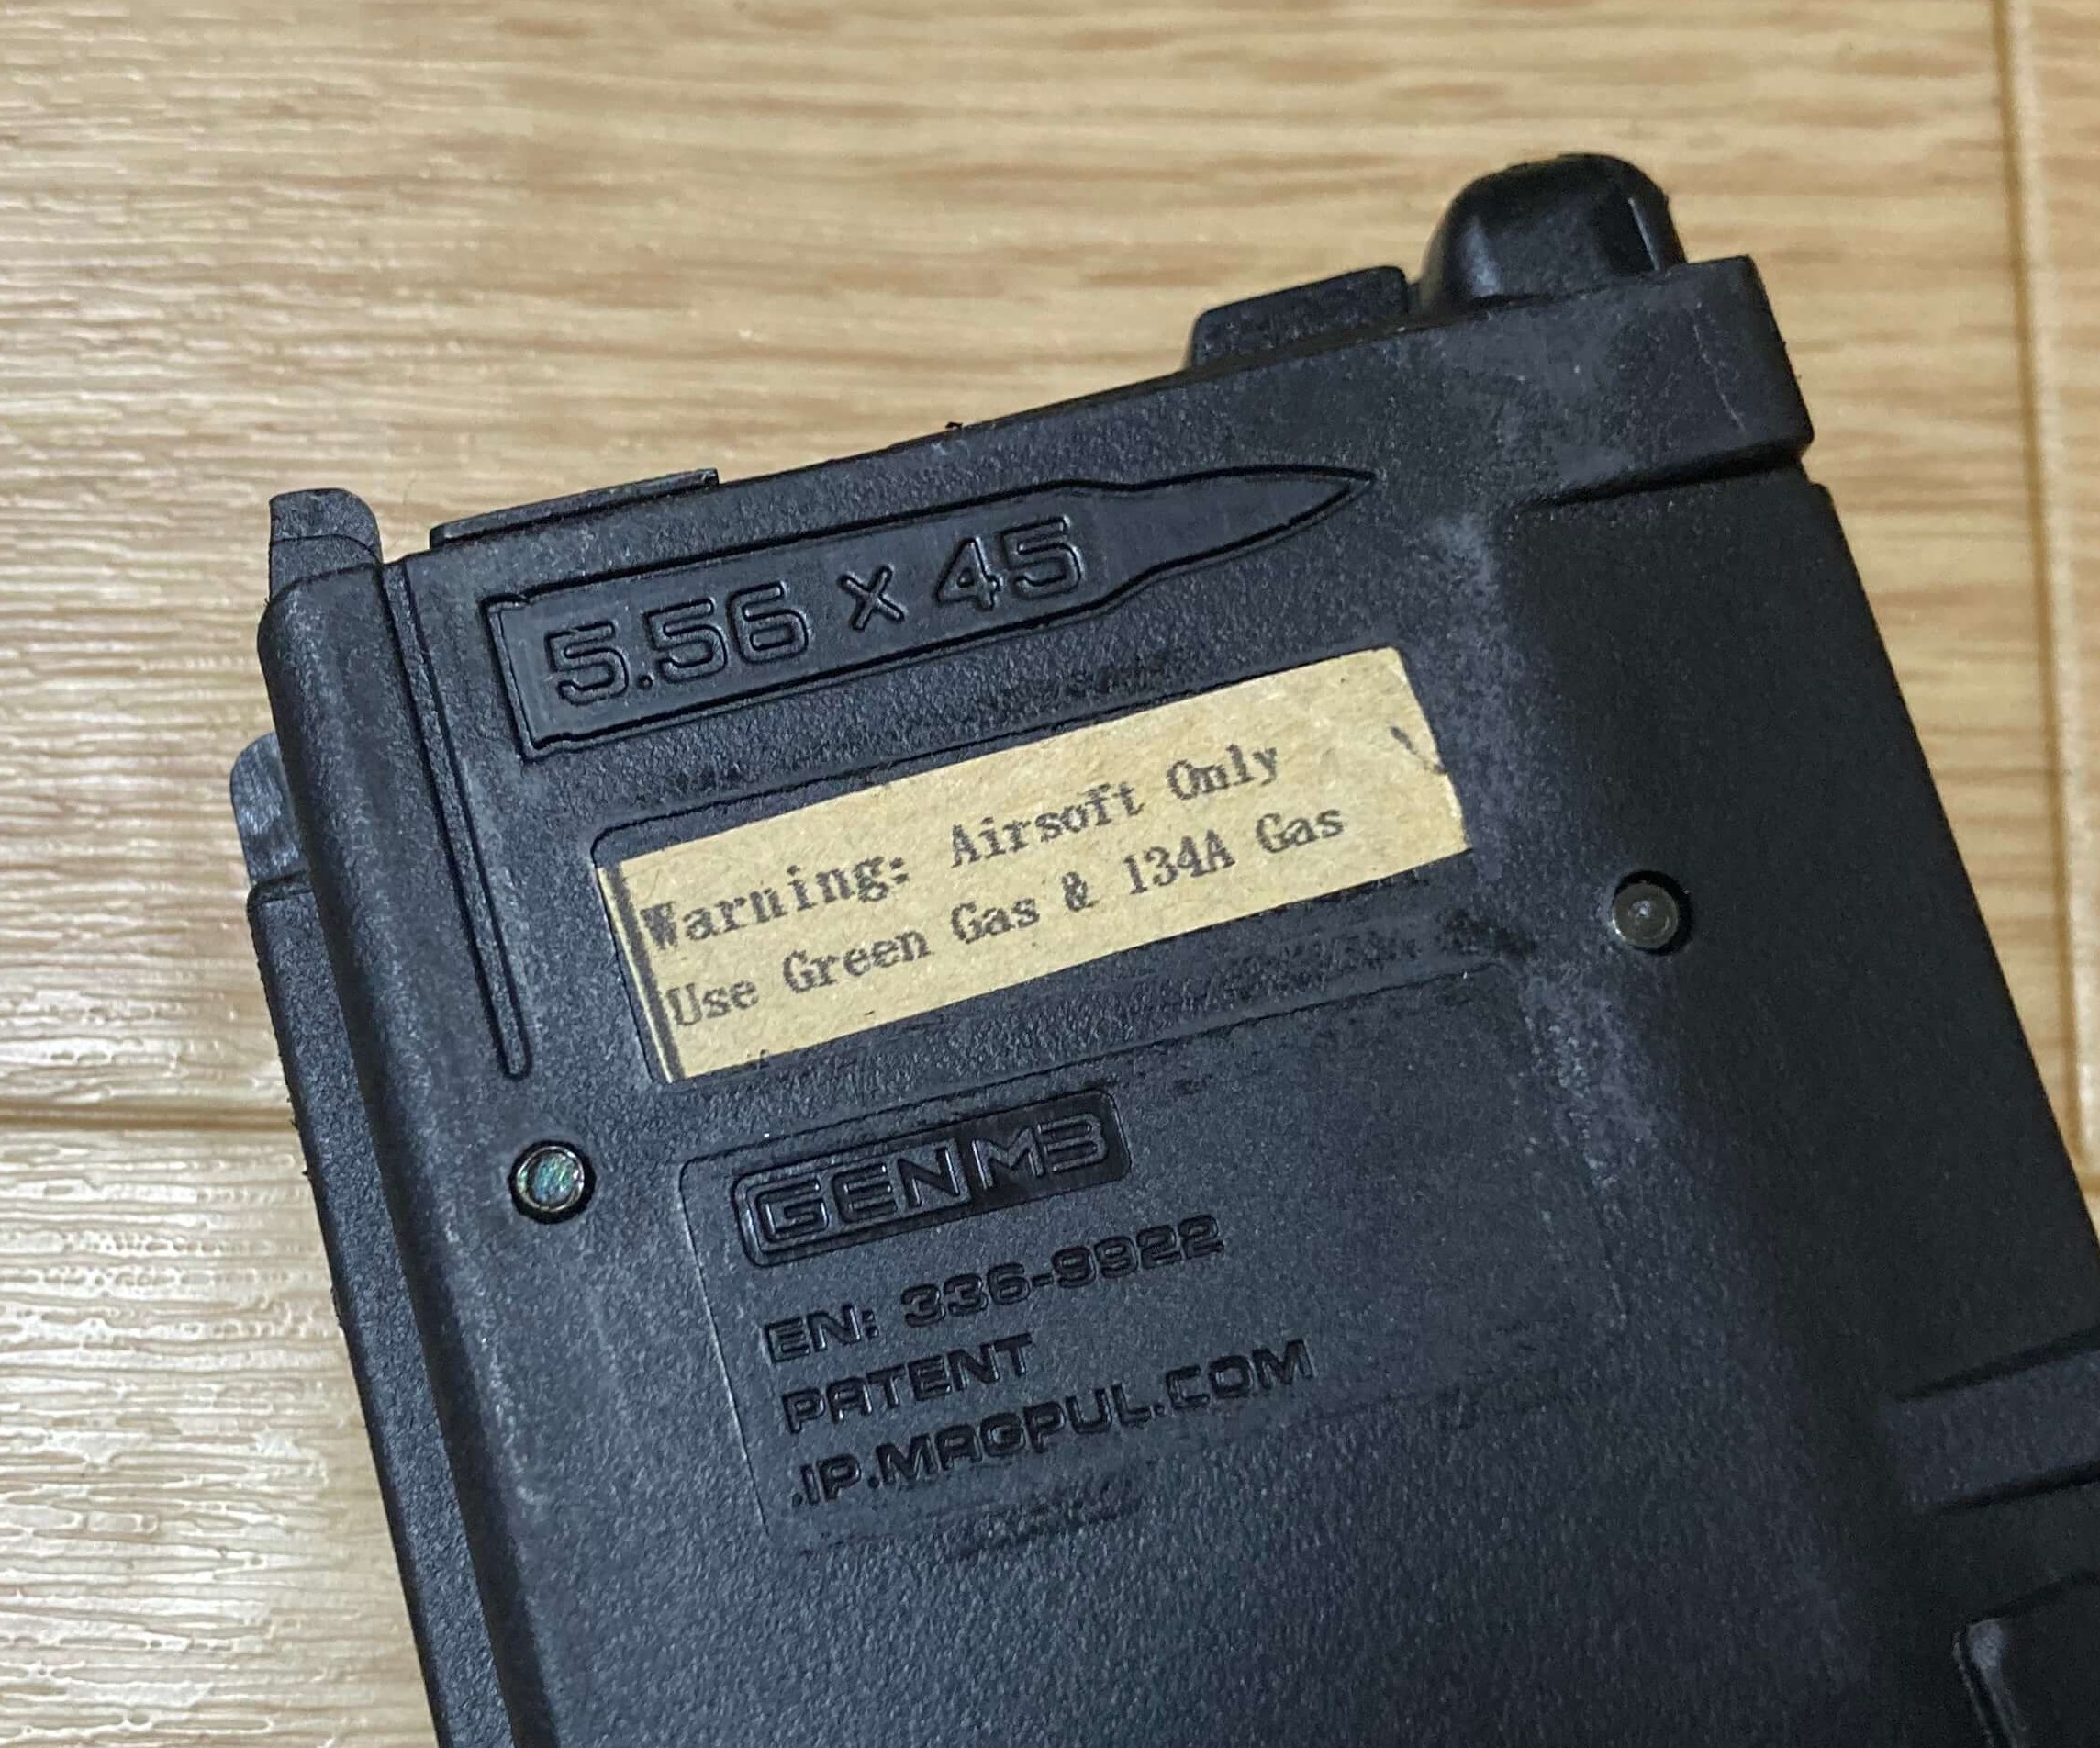 5.56 x 45
Warning: Airsoft Only
Use Green Gas & 134A Gas
GEN M3
EN: 336-9922
PATENT
.IP.MAGPUL.COM